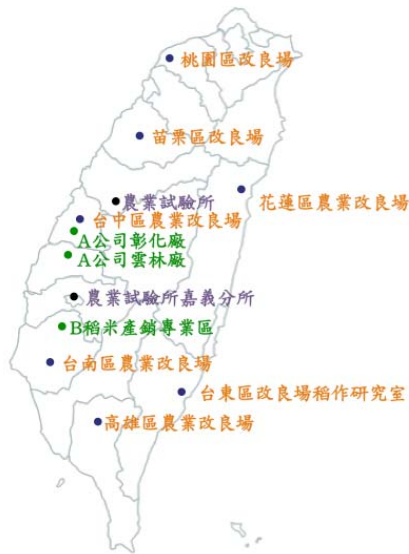 桃園區改良場
苗栗區改良場
農業試驗所
花蓮區農業改良場
台中區農業改良場
A公司彰化廠
A公司雲林廠
農業試驗所嘉義分所
B稻米產銷專業區
台南區農業改良場
台東區改良場稻作研究室
高雄區農業改良場